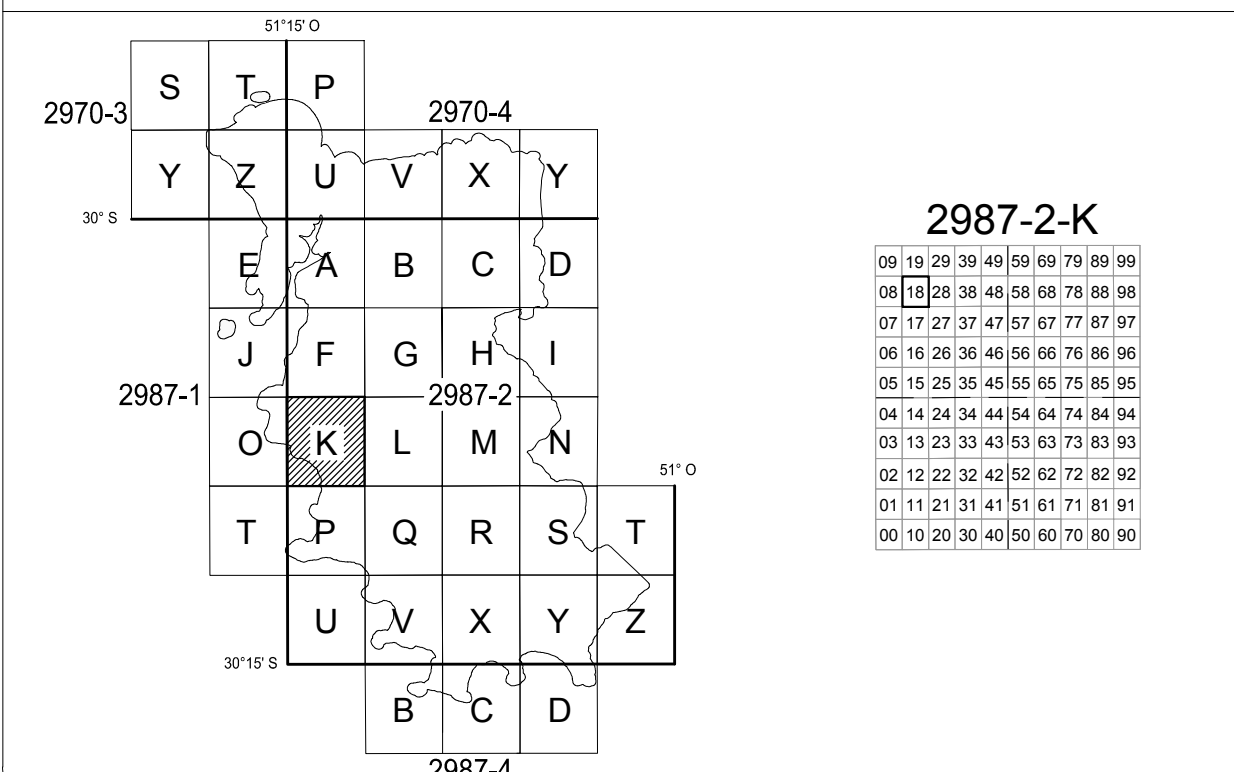 51°15' O
S T P
2970-3 2970-4
Y Z U V X Y
30° S
E A B C D
J F G H I
2987-1 2987-2
O K L M N
51° O
T P Q R S T
U V X Y Z
30°15' S
B C D
2987-4
2987-2-K
09 19 29 39 49 59 69 79 89 99
08 18 28 38 48 58 68 78 88 98
07 17 27 37 47 57 67 77 87 97
06 16 26 36 46 56 66 76 86 96
05 15 25 35 45 55 65 75 85 95
04 14 24 34 44 54 64 74 84 94
03 13 23 33 43 53 63 73 83 93
02 12 22 32 42 52 62 72 82 92
01 11 21 31 41 51 61 71 81 91
00 10 20 30 40 50 60 70 80 90